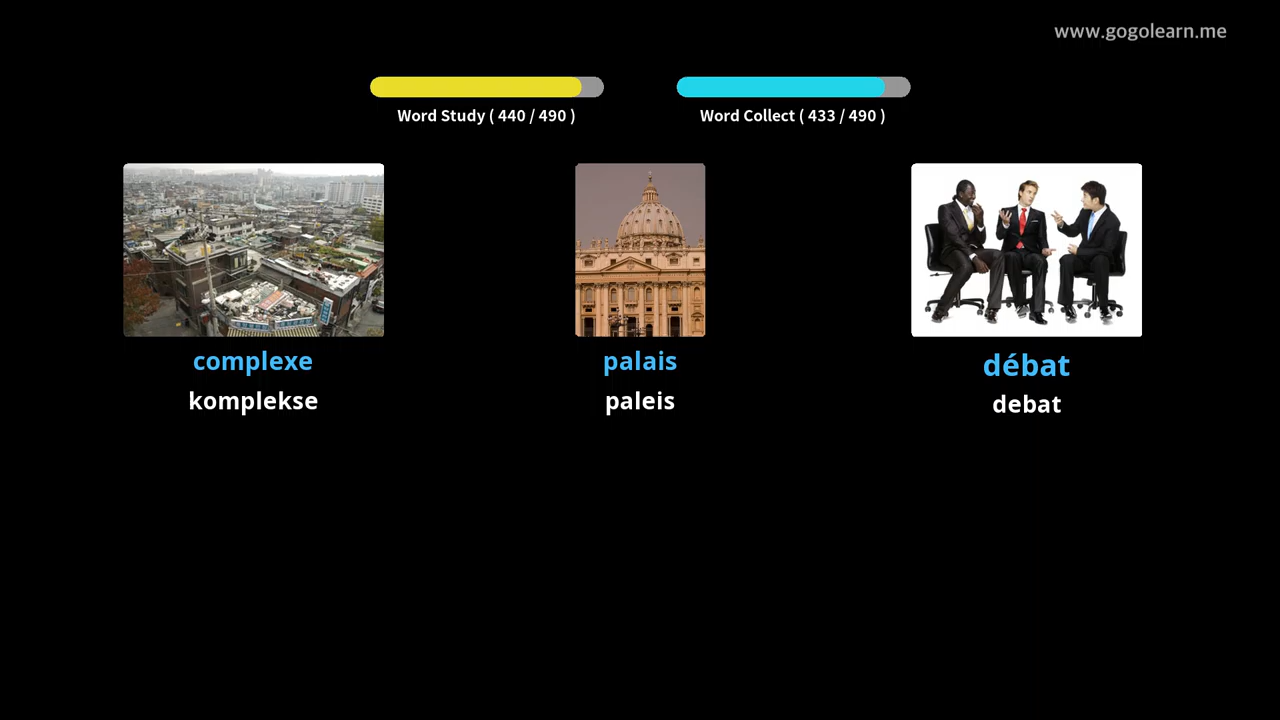 www.gogolearn.me
Word Study ( 440 / 490 )
Word Collect ( 433 / 490 )
complexe
palais
débat
komplekse
paleis
debat